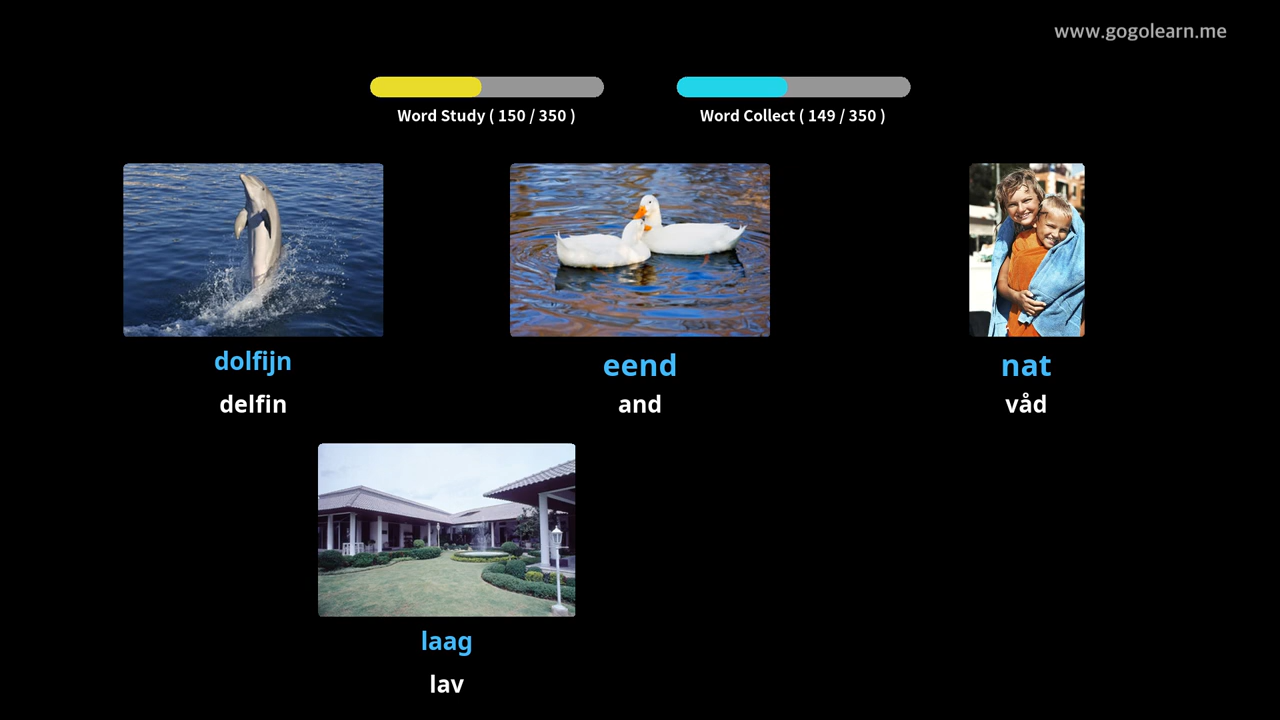 www.gogolearn.me
Word Study ( 150 / 350 )
Word Collect ( 149 / 350 )
dolfijn
delfin
eend
and
nat
våd
laag
lav